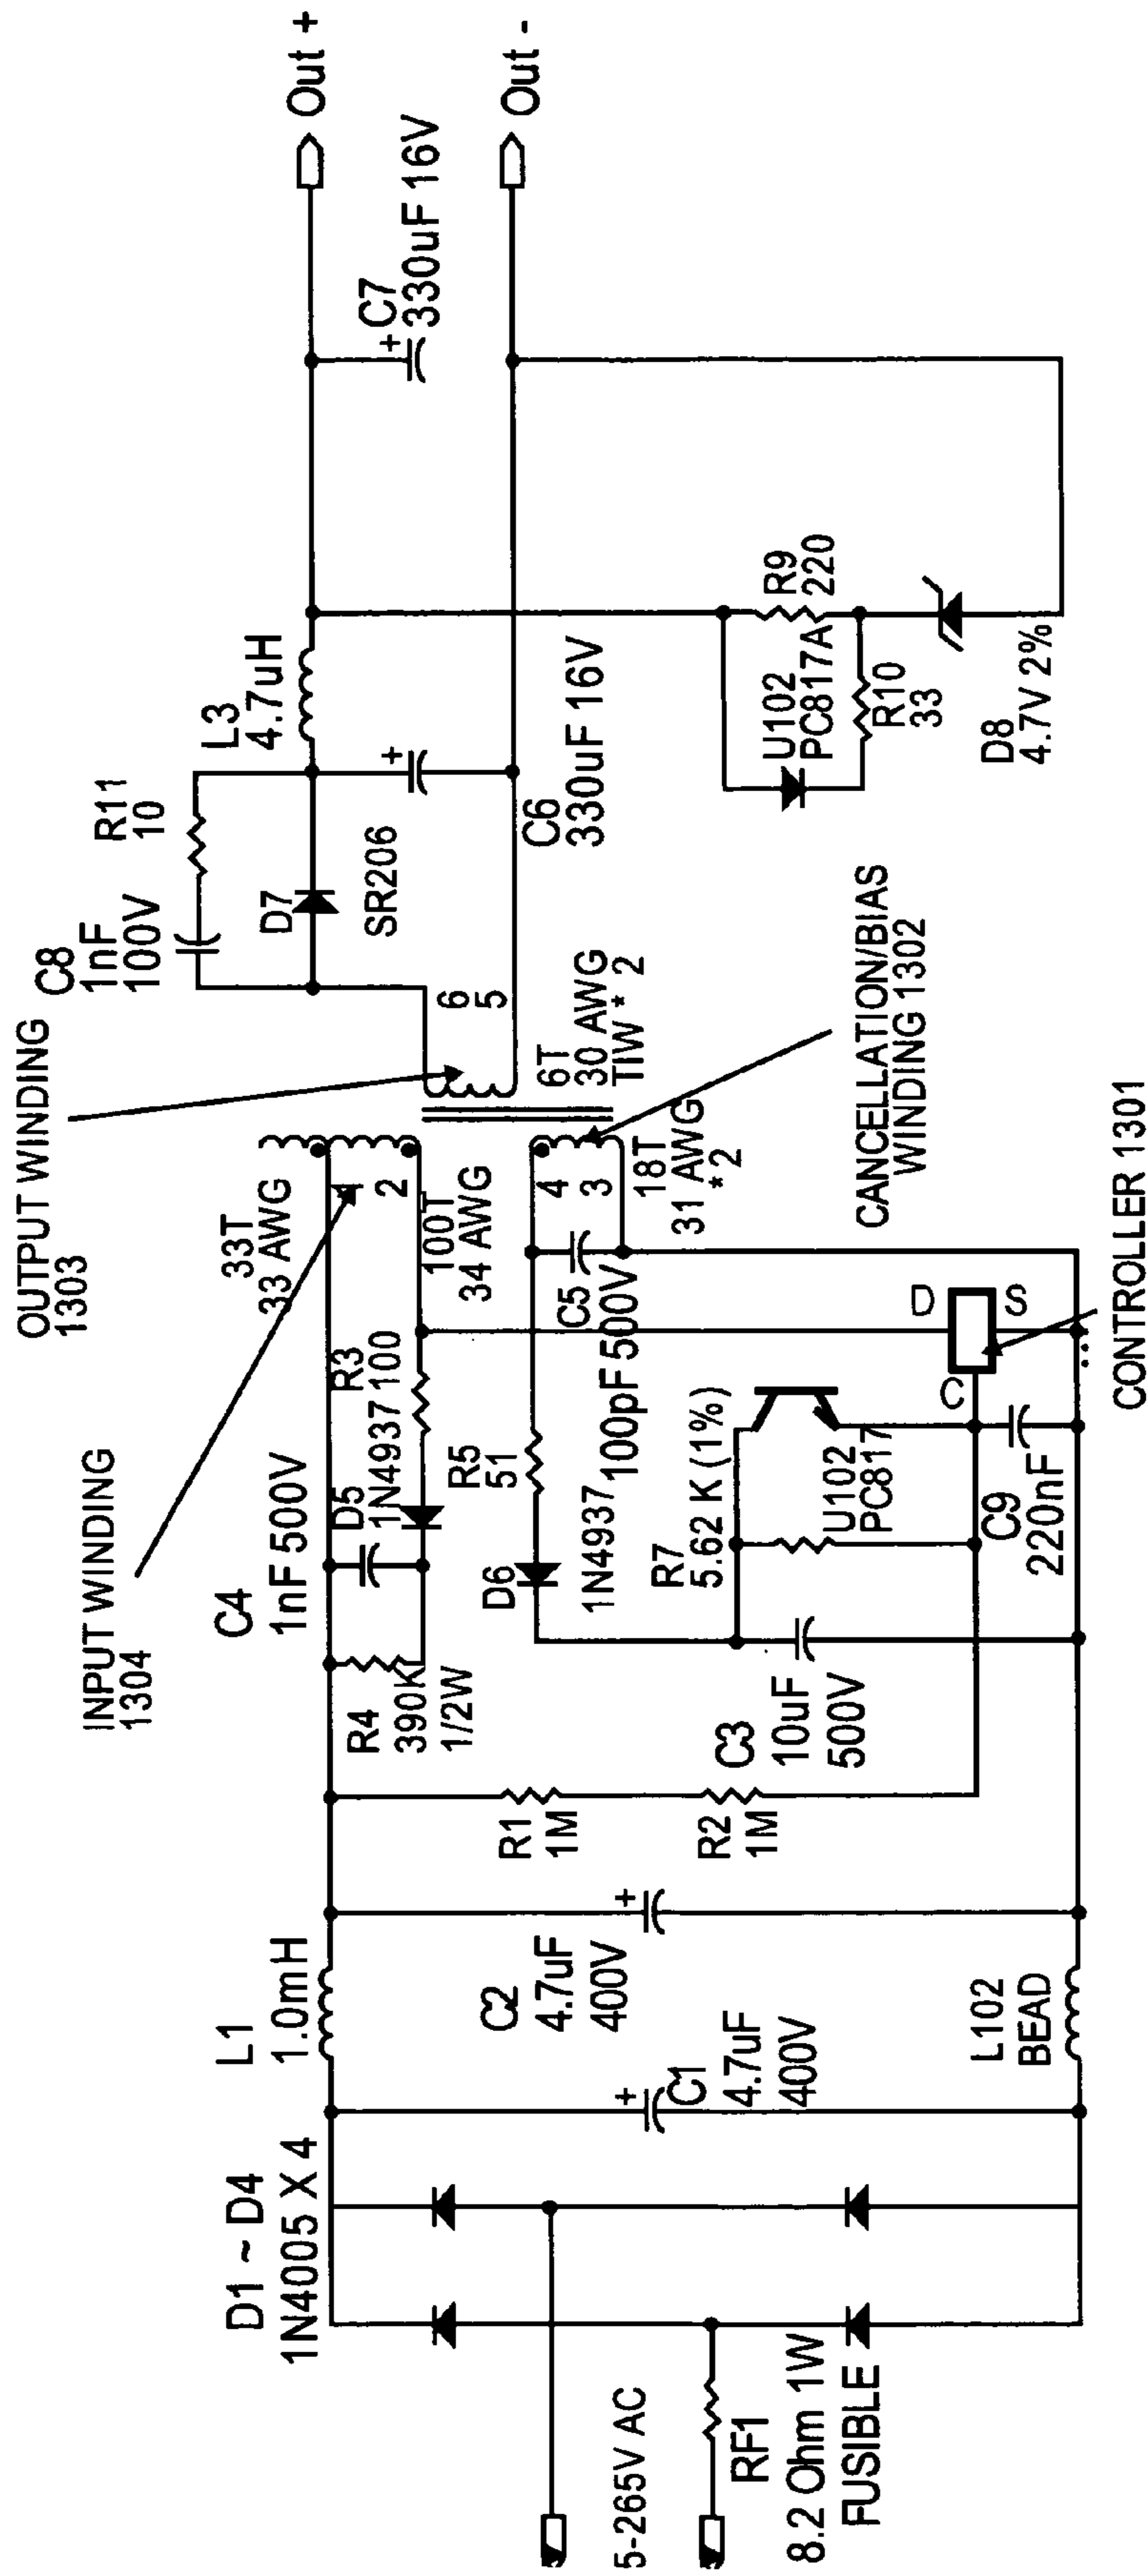 D1 ~ D4
1N4005 X 4
5-265V AC
RF1
8.2 Ohm 1W
FUSIBLE
L1
1.0mH
C1
4.7uF
400V
C2
4.7uF
400V
L102
BEAD
R1
1M
R2
1M
INPUT WINDING
1304
C4
1nF 500V
R4
390K
1/2W
D5
1N4937
R3
100
C3
10uF
500V
D6
1N4937
R5
51
R7
5.62 K (1%)
U102
PC817
C9
220nF
C5
100pF 500V
D
S
C
CONTROLLER 1301
OUTPUT WINDING
1303
33T
33 AWG
1
2
100T
34 AWG
4
3
18T
31 AWG
* 2
CANCELLATION/BIAS
WINDING 1302
6T
30 AWG
TIW * 2
6
5
C8
1nF
100V
R11
10
D7
SR206
L3
4.7uH
C6
330uF 16V
U102
PC817A
R9
220
R10
33
D8
4.7V 2%
C7
330uF 16V
Out +
Out -